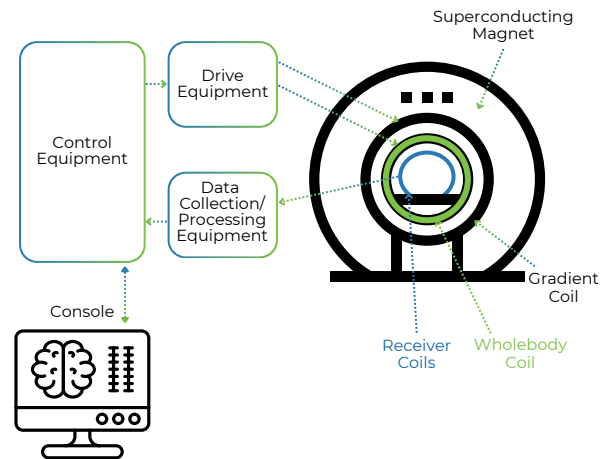 Superconducting
Magnet
Drive
Equipment
Control
Equipment
Data
Collection/
Processing
Equipment
Gradient
Coil
Console
Receiver
Coils
Wholebody
Coil